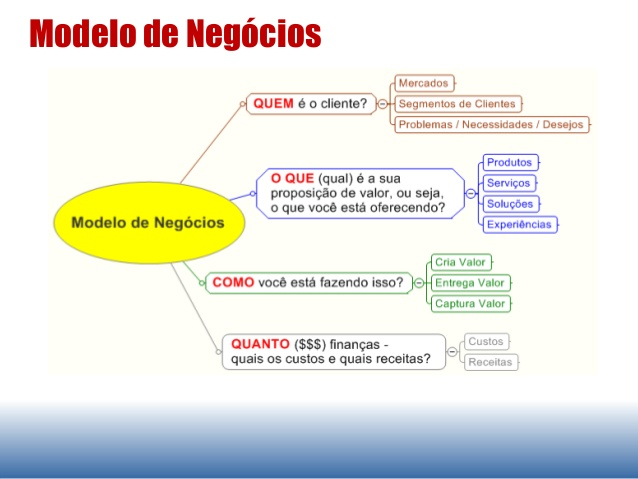 Modelo de Negócios
Modelo de Negócios
QUEM é o cliente?
Mercados
Segmentos de Clientes
Problemas / Necessidades / Desejos
O QUE (qual) é a sua
proposição de valor, ou seja,
o que você está oferecendo?
Produtos
Serviços
Soluções
Experiências
COMO você está fazendo isso?
Cria Valor
Entrega Valor
Captura Valor
QUANTO ($$$) finanças -
quais os custos e quais receitas?
Custos
Receitas